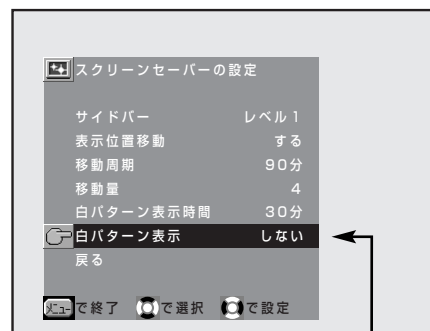 スクリーンセーバーの設定
サイドバー レベル1
表示位置移動 する
移動周期 90分
移動量 4
白パターン表示時間 30分
白パターン表示 しない
戻る
メニューで終了 で選択 で設定